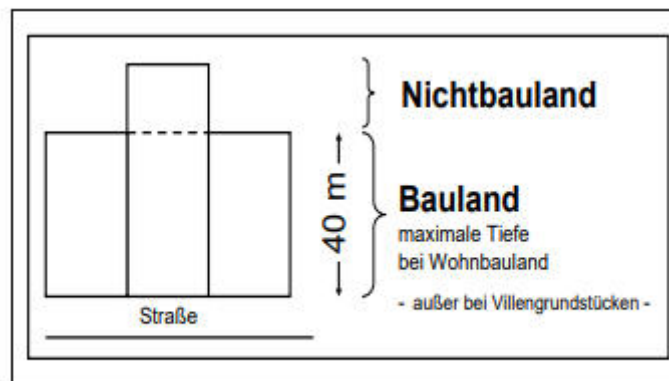 Nichtbauland
40 m
Bauland
maximale Tiefe
bei Wohnbauland
- außer bei Villengrundstücken -
Straße